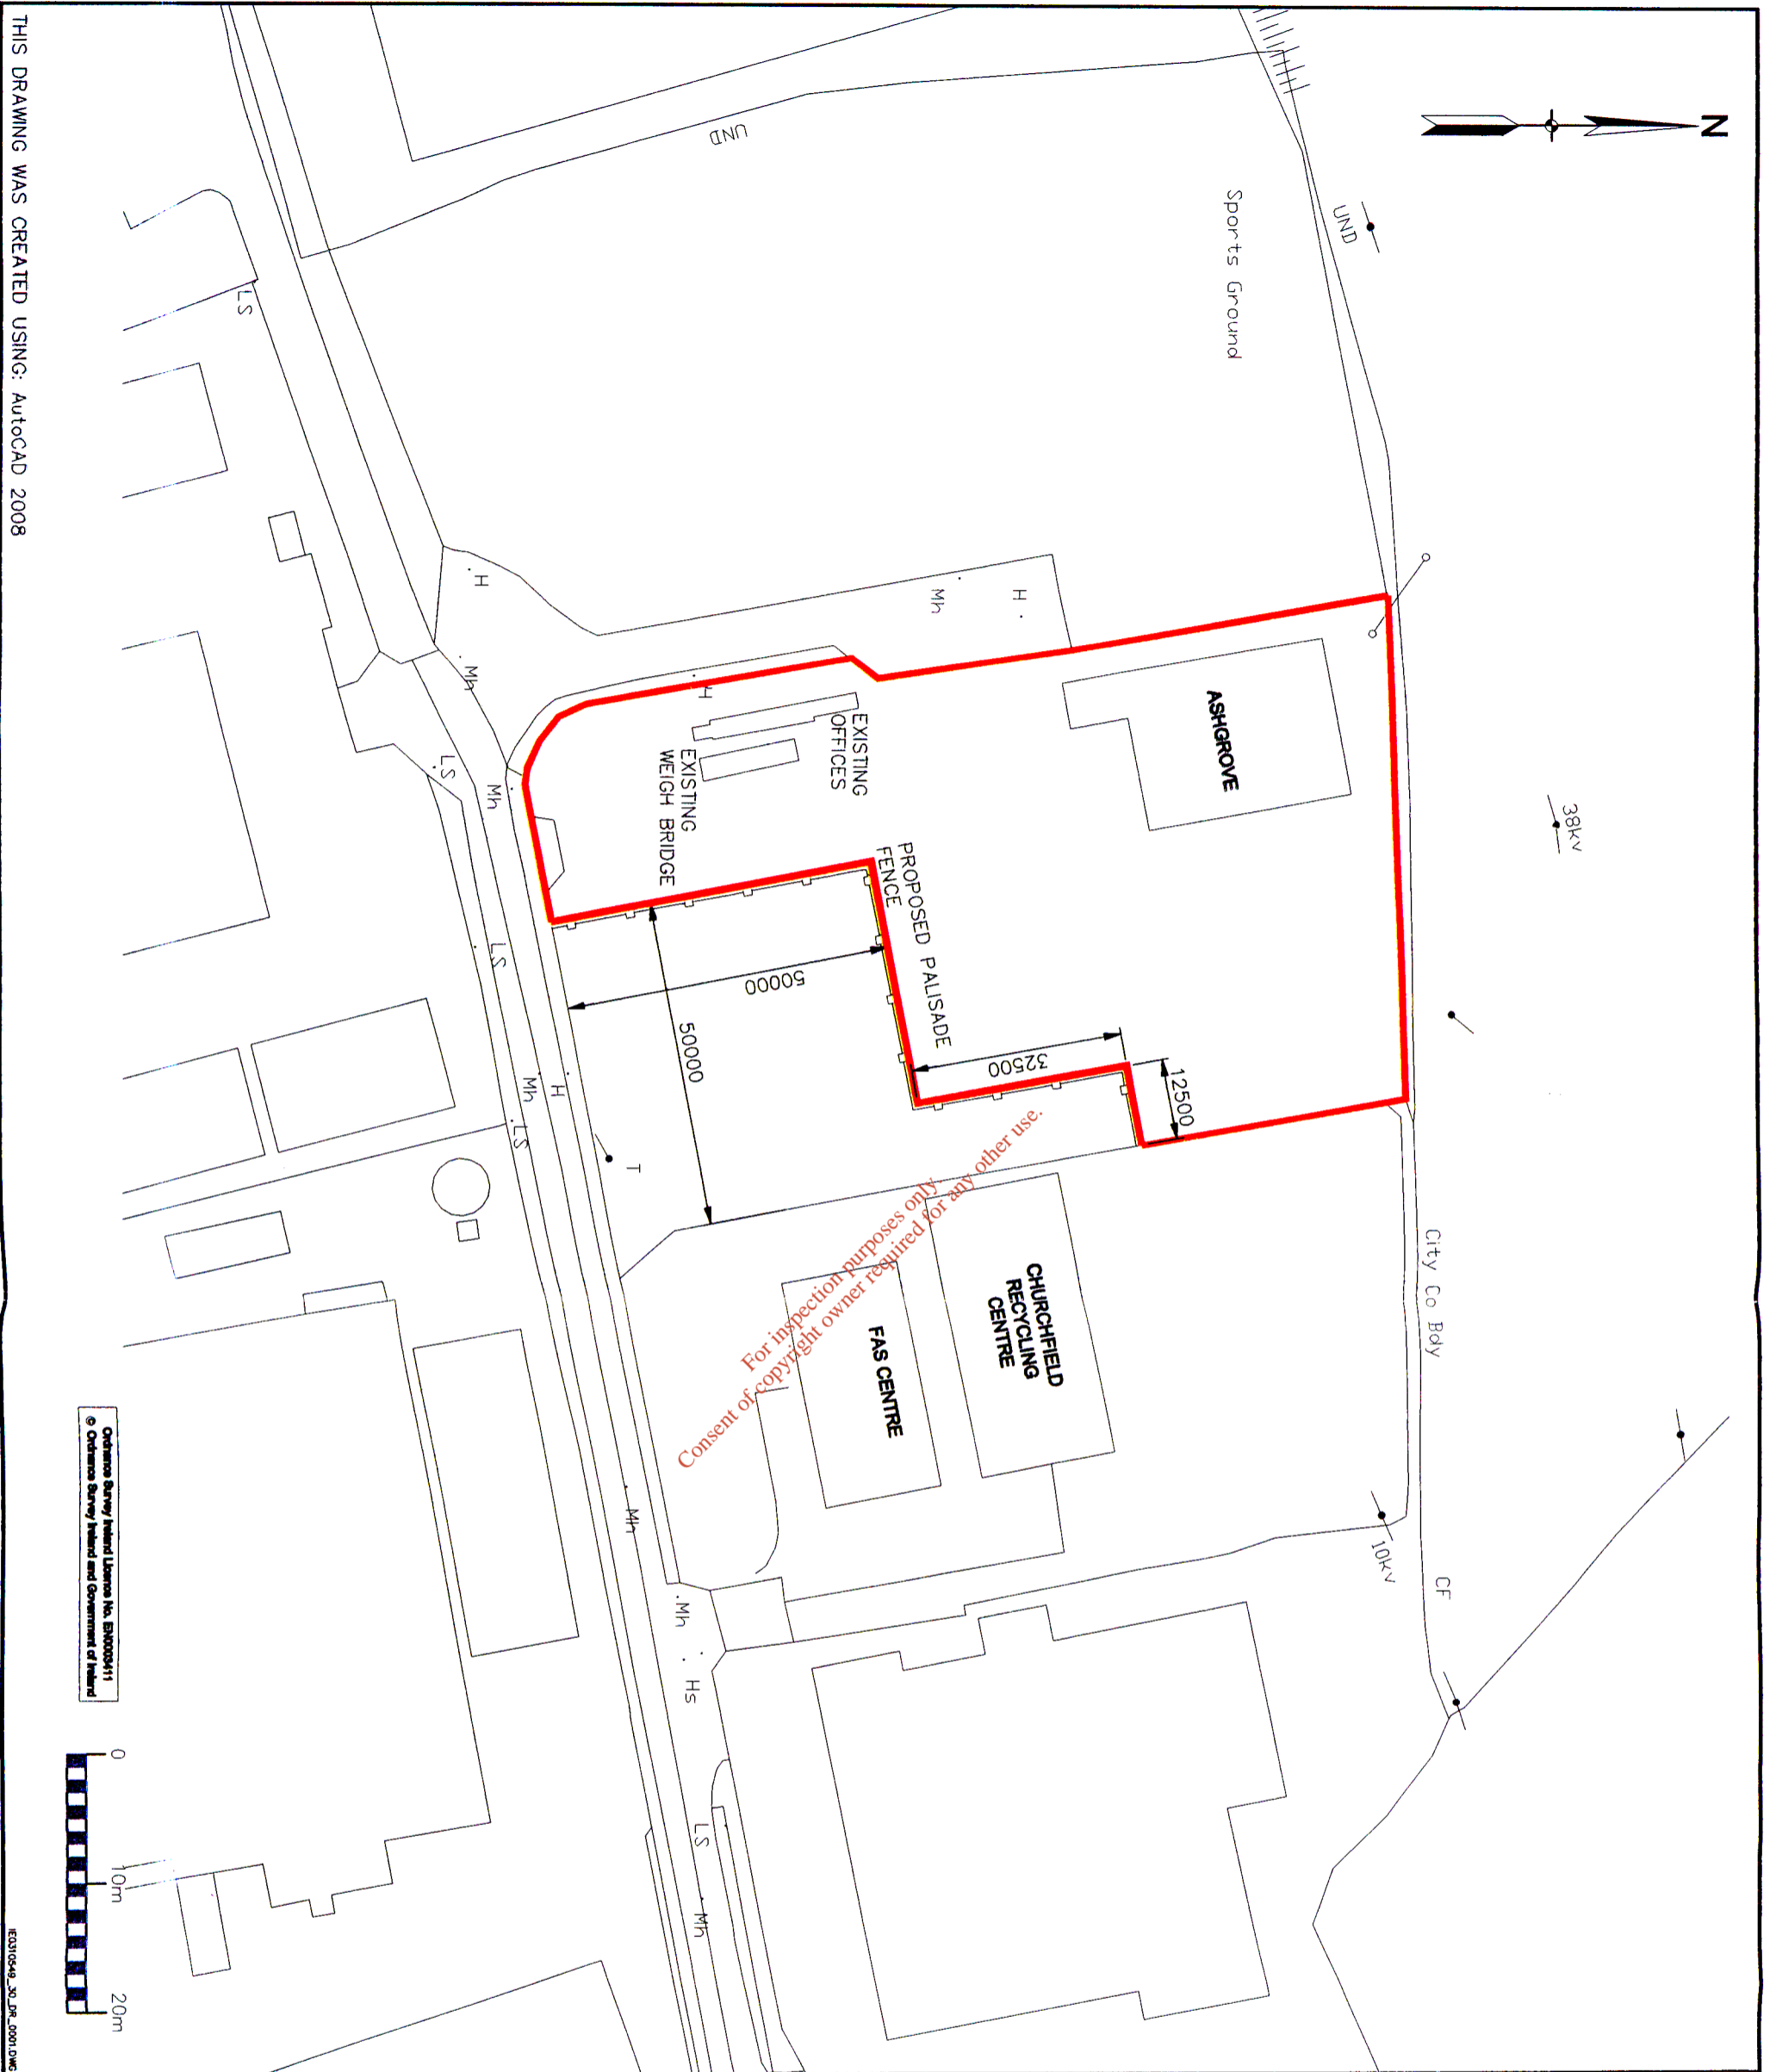 N
UND
UND
Sports Ground
38kv
City Co Bdy
CF
10kv
ASHGROVE
H
Mh
H
EXISTING
OFFICES
EXISTING
WEIGH BRIDGE
PROPOSED PALISADE
FENCE
50000
50000
32500
12500
CHURCHFIELD
RECYCLING
CENTRE
FAS CENTRE
For inspection purposes only.
Consent of copyright owner required for any other use.
LS
H
Mh
LS
Mh
LS
Mh
H
LS
T
Mh
Mh
Hs
LS
Mh
Ordnance Survey Ireland Licence No. EN0003411
© Ordnance Survey Ireland and Government of Ireland
0
10m
20m
THIS DRAWING WAS CREATED USING: AutoCAD 2008
IE0310549_30_DR_0001.DWG